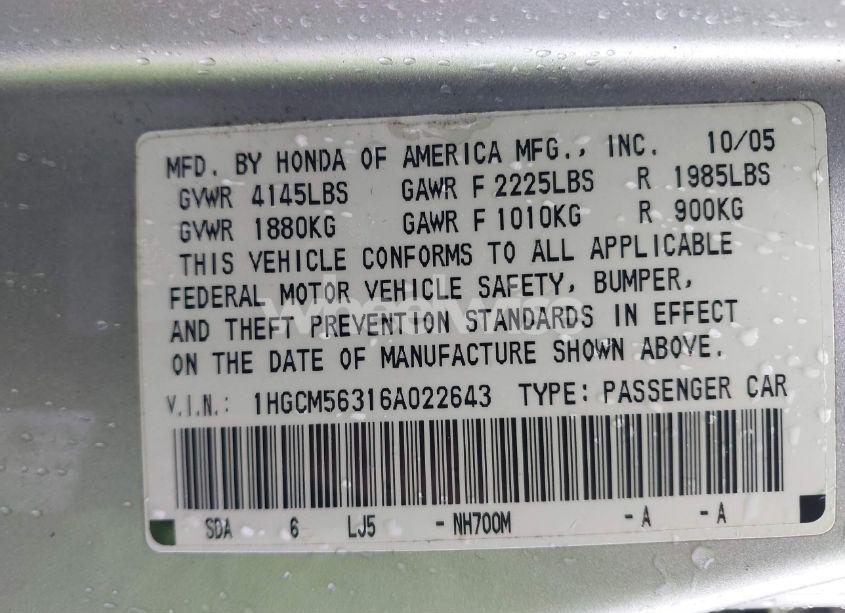 MFD. BY HONDA OF AMERICA MFG., INC. 10/05
GVWR 4145LBS GAWR F 2225LBS R 1985LBS
GVWR 1880KG GAWR F 1010KG R 900KG
THIS VEHICLE CONFORMS TO ALL APPLICABLE
FEDERAL MOTOR VEHICLE SAFETY, BUMPER,
AND THEFT PREVENTION STANDARDS IN EFFECT
ON THE DATE OF MANUFACTURE SHOWN ABOVE.
V.I.N.: 1HGCM56316A022643 TYPE: PASSENGER CAR
SDA 6 LJ5 - NH700M - A - A